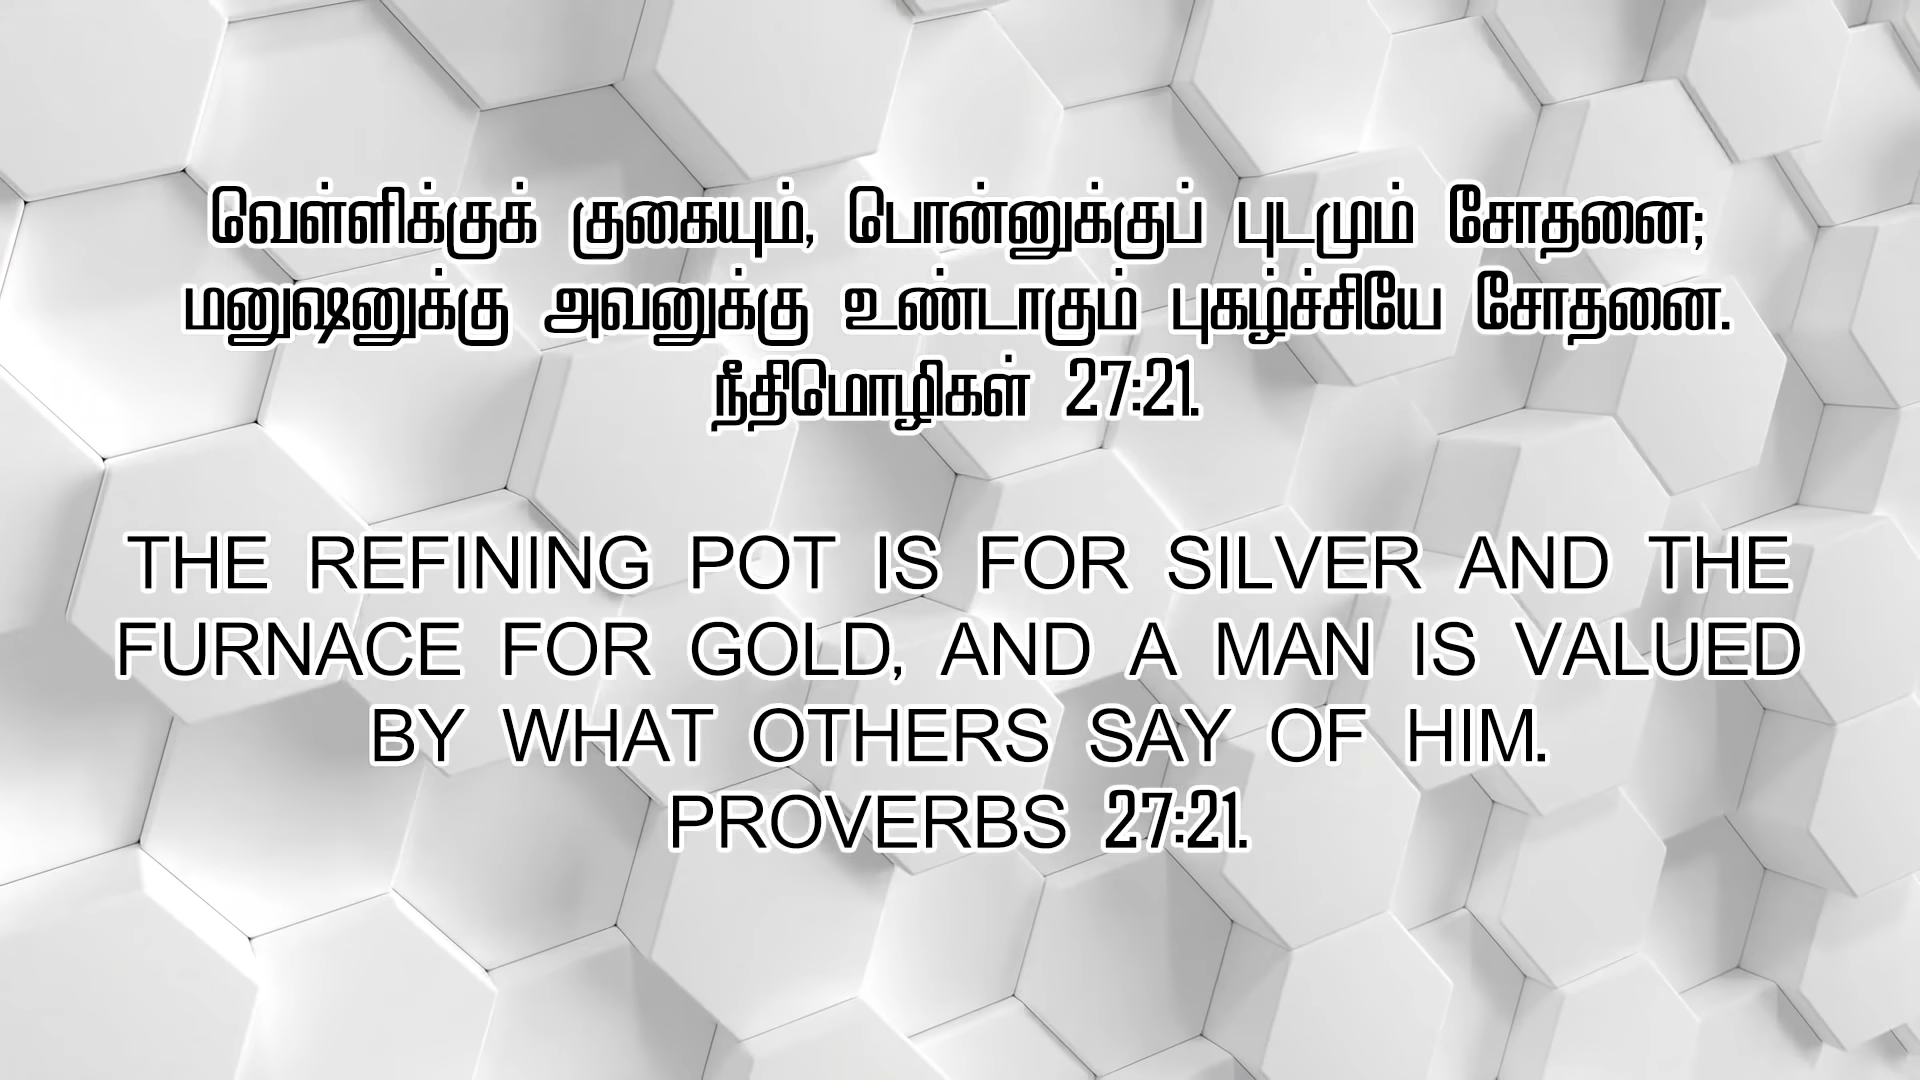 வேள்ளிக்குக் குகையும், பொன்னுக்குப் புடமும் சோதனை;
மனுஷனுக்கு அவனுக்கு உண்டாகும் புகழ்ச்சியே சோதனை.
நீதிமொழிகள் 27:21.
THE REFINING POT IS FOR SILVER AND THE
FURNACE FOR GOLD, AND A MAN IS VALUED
BY WHAT OTHERS SAY OF HIM.
PROVERBS 27:21.